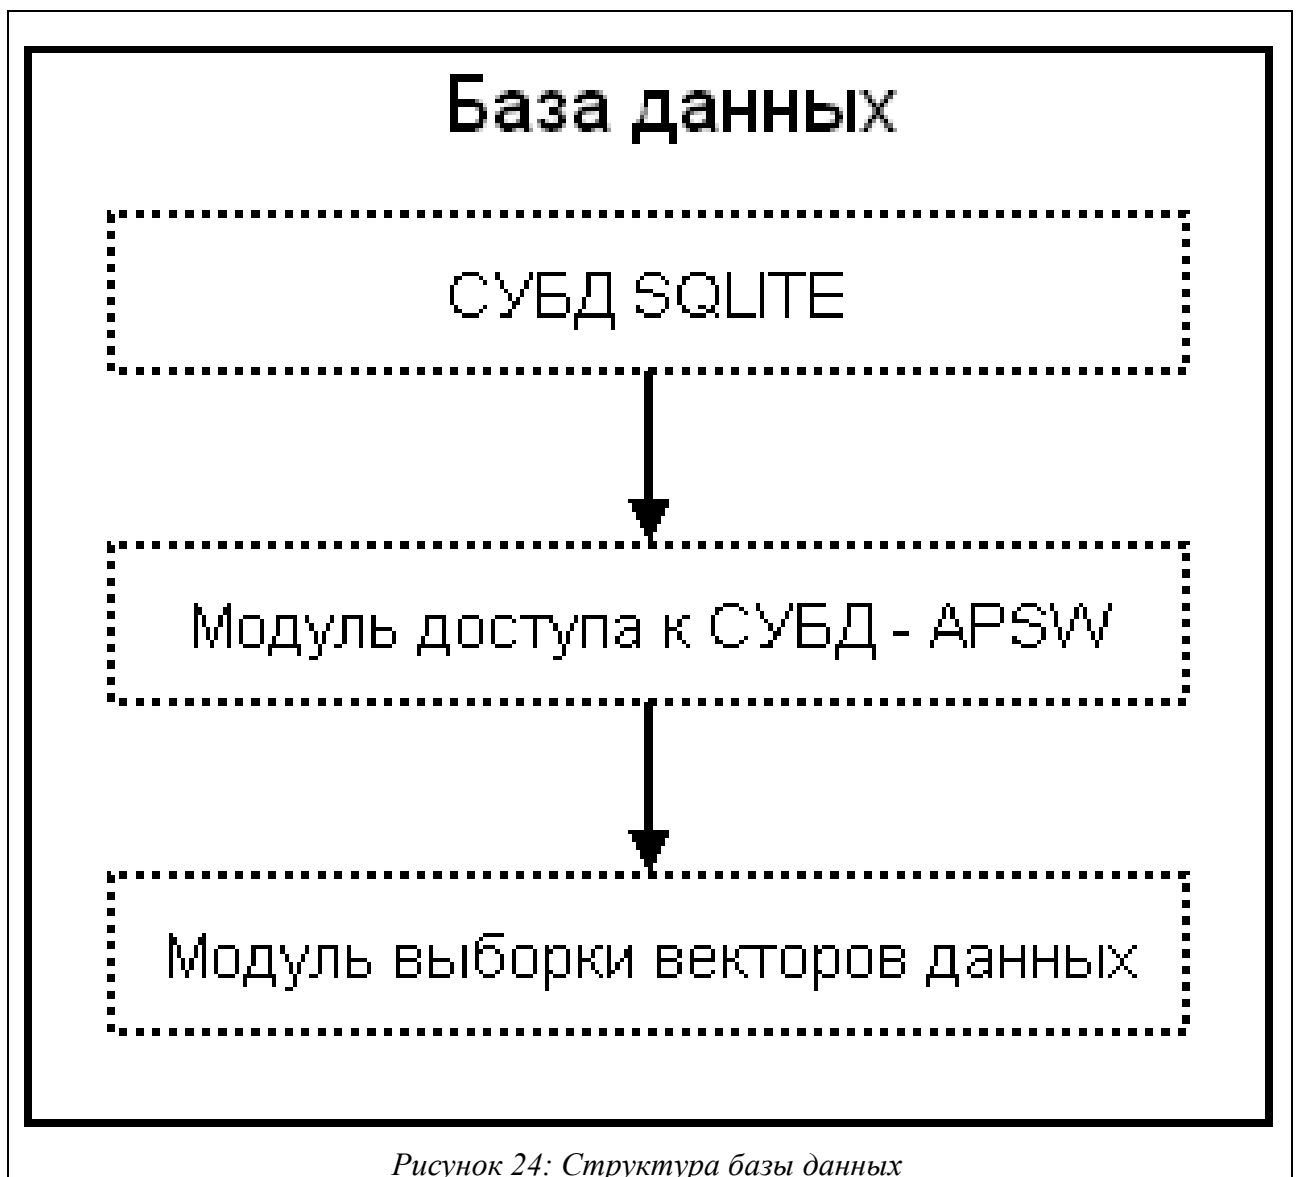 База данных
СУБД SQLITE
Модуль доступа к СУБД - APSW
Модуль выборки векторов данных
Рисунок 24: Структура базы данных